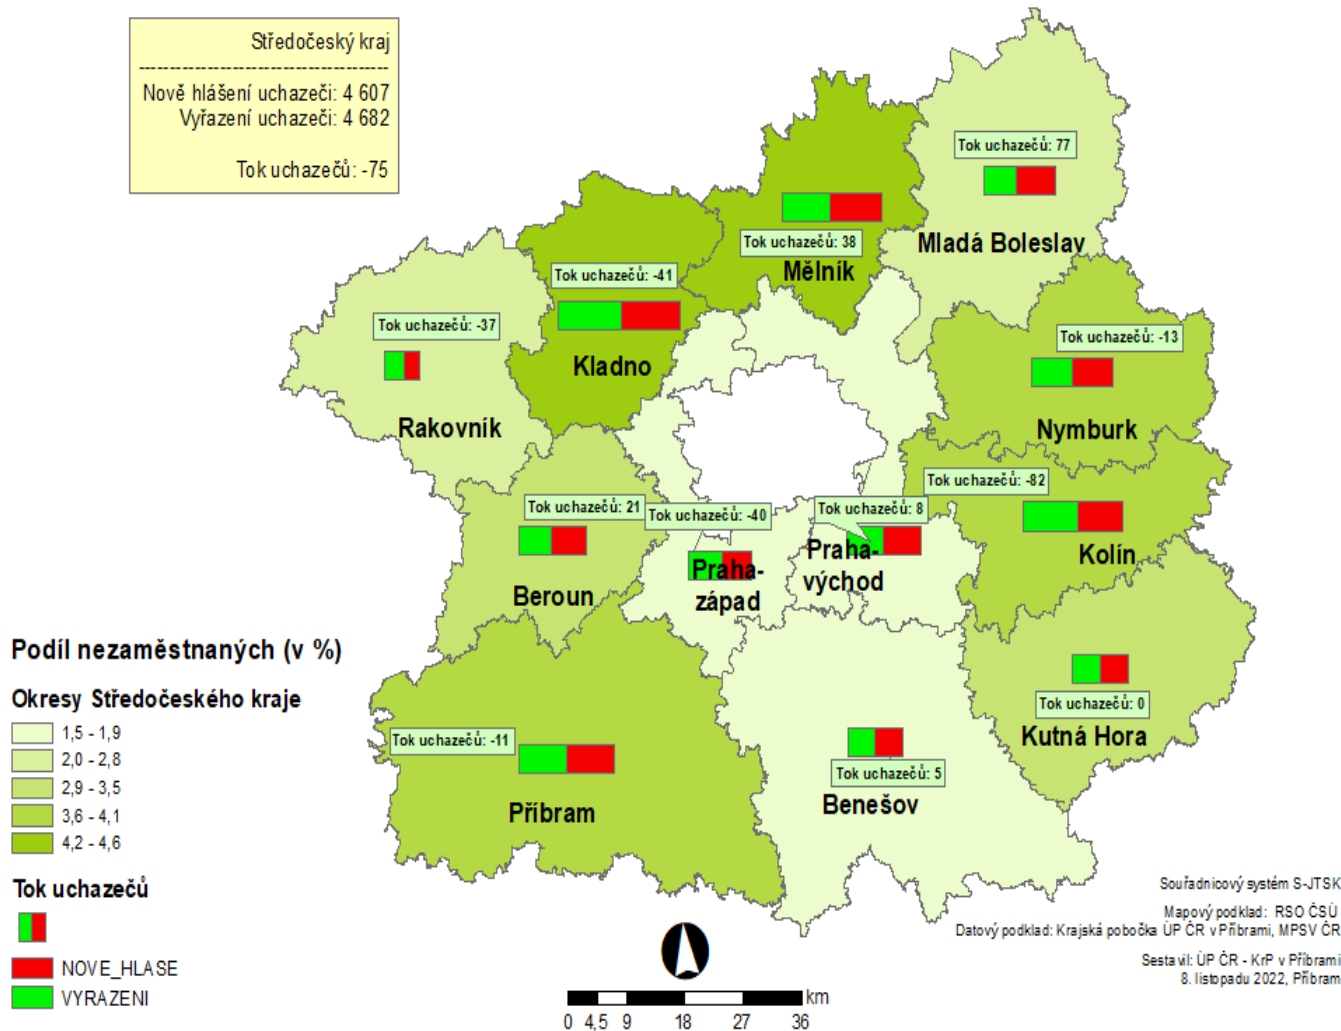 Středočeský kraj
----------------------------------------
Nově hlášení uchazeči: 4 607
Vyřazení uchazeči: 4 682
Tok uchazečů: -75
Tok uchazečů: 77
Mladá Boleslav
Tok uchazečů: 38
Mělník
Tok uchazečů: -41
Kladno
Tok uchazečů: -37
Rakovník
Tok uchazečů: -13
Nymburk
Tok uchazečů: -82
Kolín
Tok uchazečů: 21
Beroun
Tok uchazečů: -40
Praha-
západ
Tok uchazečů: 8
Praha-
východ
Tok uchazečů: 0
Kutná Hora
Tok uchazečů: -11
Příbram
Tok uchazečů: 5
Benešov
Podíl nezaměstnaných (v %)
Okresy Středočeského kraje
1,5 - 1,9
2,0 - 2,8
2,9 - 3,5
3,6 - 4,1
4,2 - 4,6
Tok uchazečů
NOVE_HLASE
VYRAZENI
km
0 4,5 9 18 27 36
Souřadnicový systém S-JTSK
Mapový podklad: RSO ČSÚ
Datový podklad: Krajská pobočka ÚP ČR v Příbrami, MPSV ČR
Sestavil: ÚP ČR - KrP v Příbrami
8. listopadu 2022, Příbram